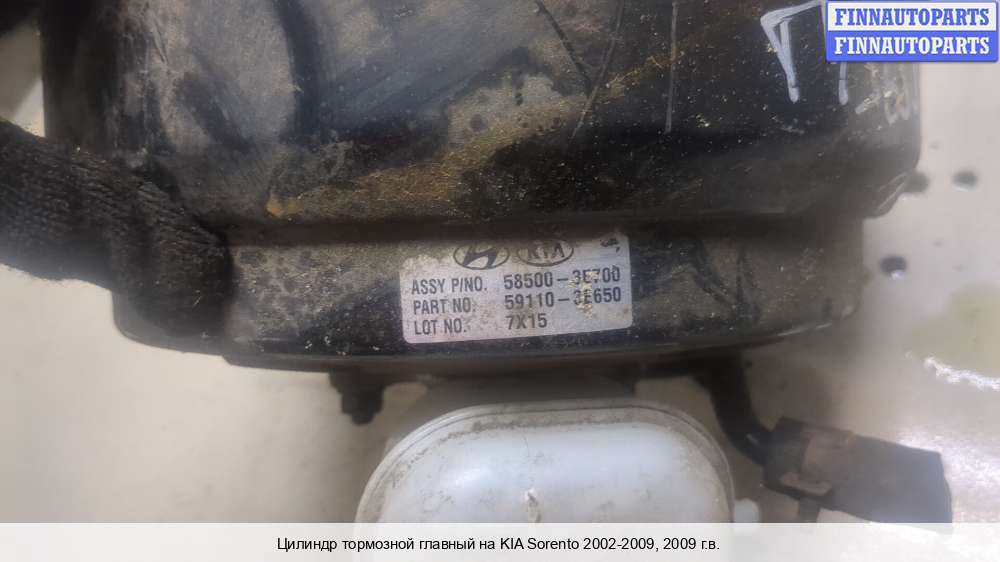 FINNAUTOPARTS
FINNAUTOPARTS
KIA
ASSY P/NO. 58500-3E700
PART NO. 59110-3E650
LOT NO. 7X15
Цилиндр тормозной главный на KIA Sorento 2002-2009, 2009 г.в.